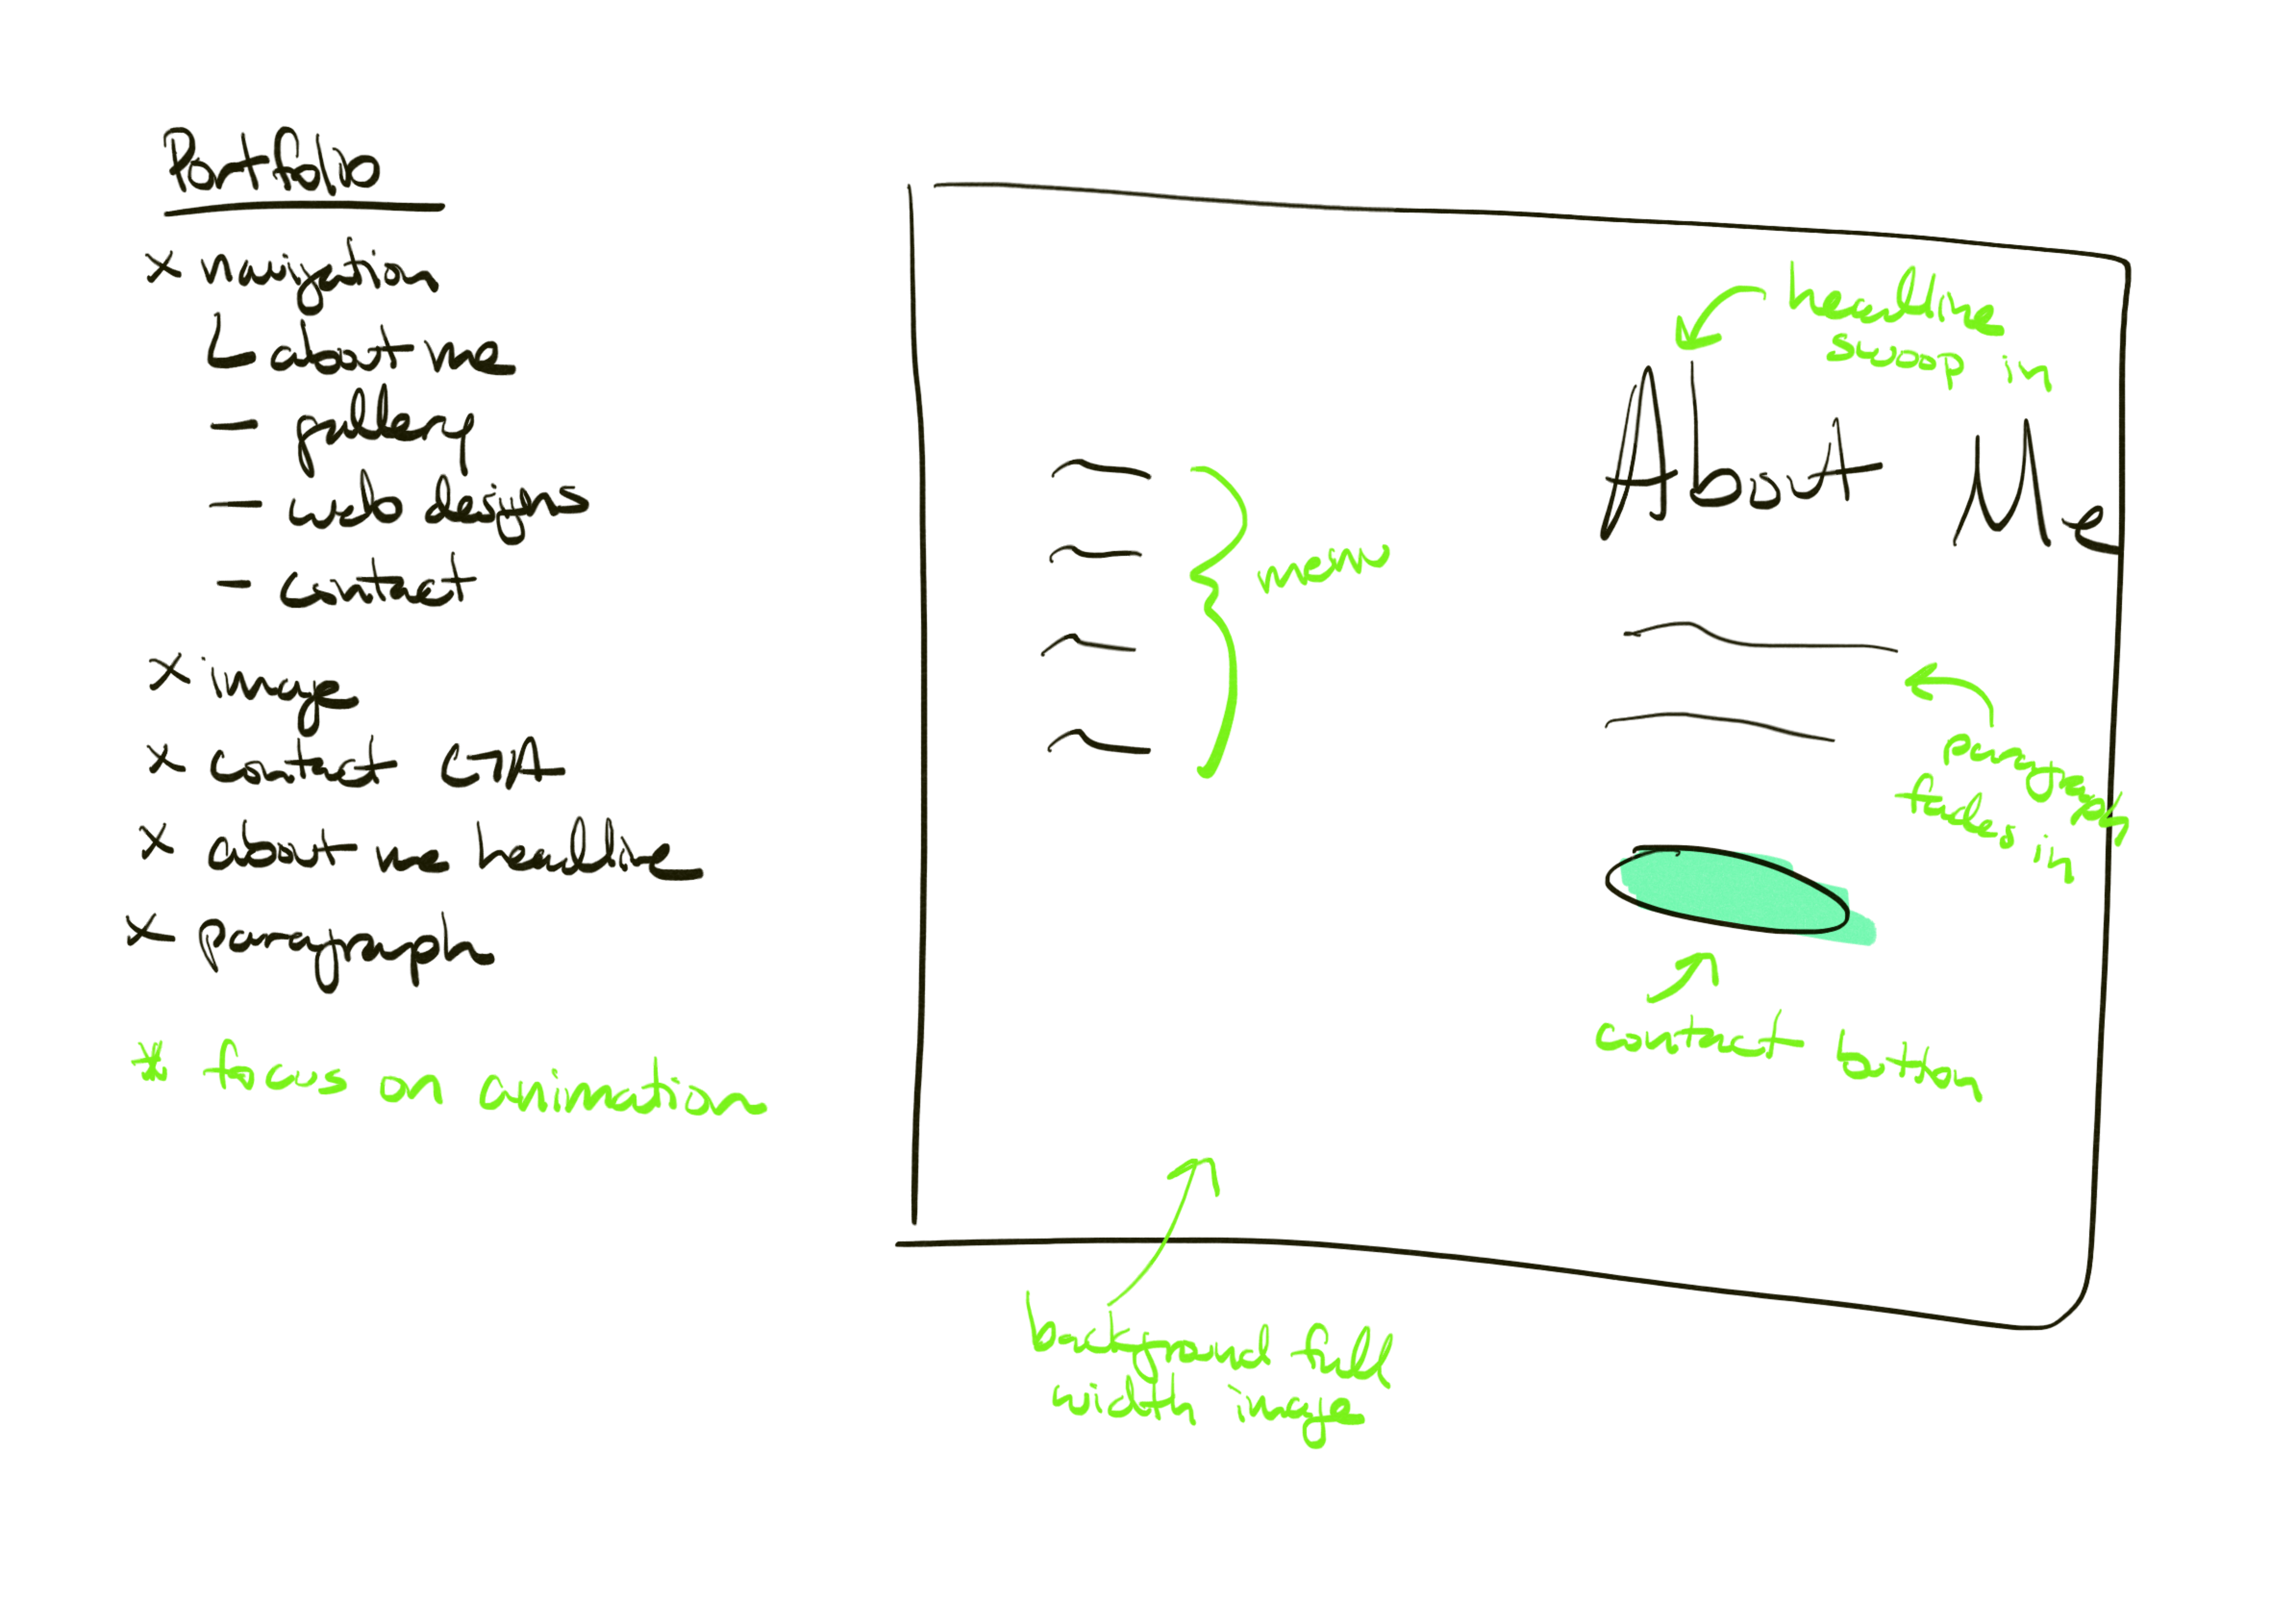 Portfolio
x navigation
about me
- gallery
- web designs
- contact
x image
x contact CTA
x about me headline
x paragraph
* focus on animation
headline
swoop in
About Me
menu
paragraph
fades in
contact button
background full
width image